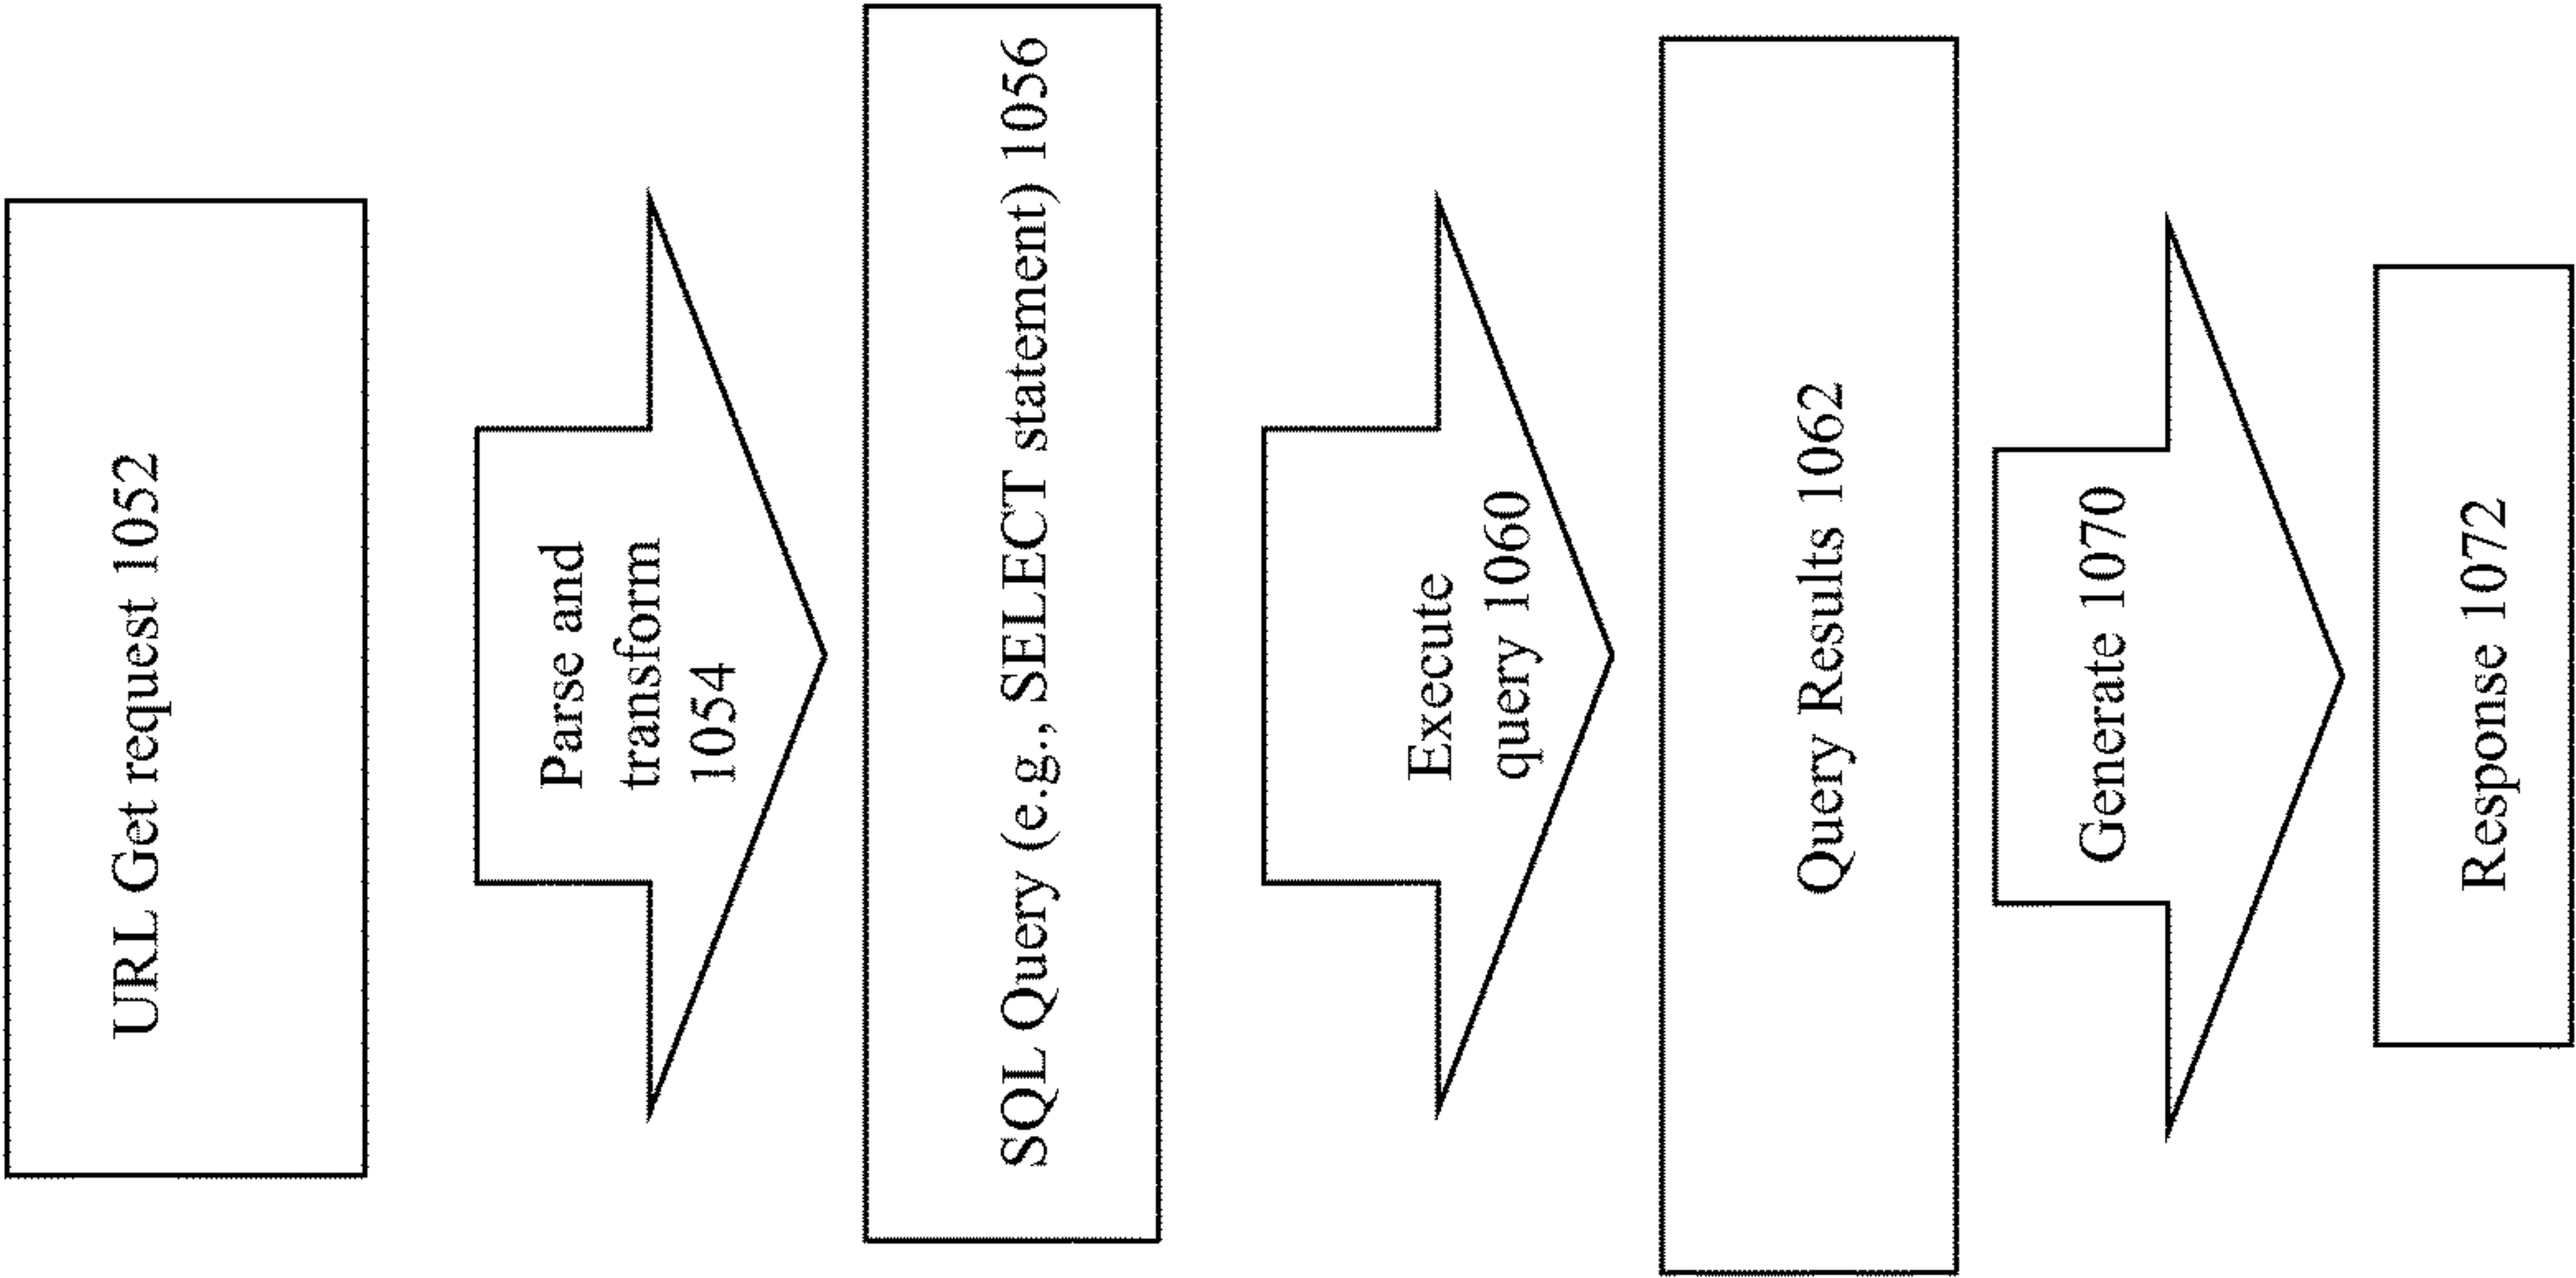 URL Get request 1052
Parse and
transform
1054
SQL Query (e.g., SELECT statement) 1056
Execute
query 1060
Query Results 1062
Generate 1070
Response 1072